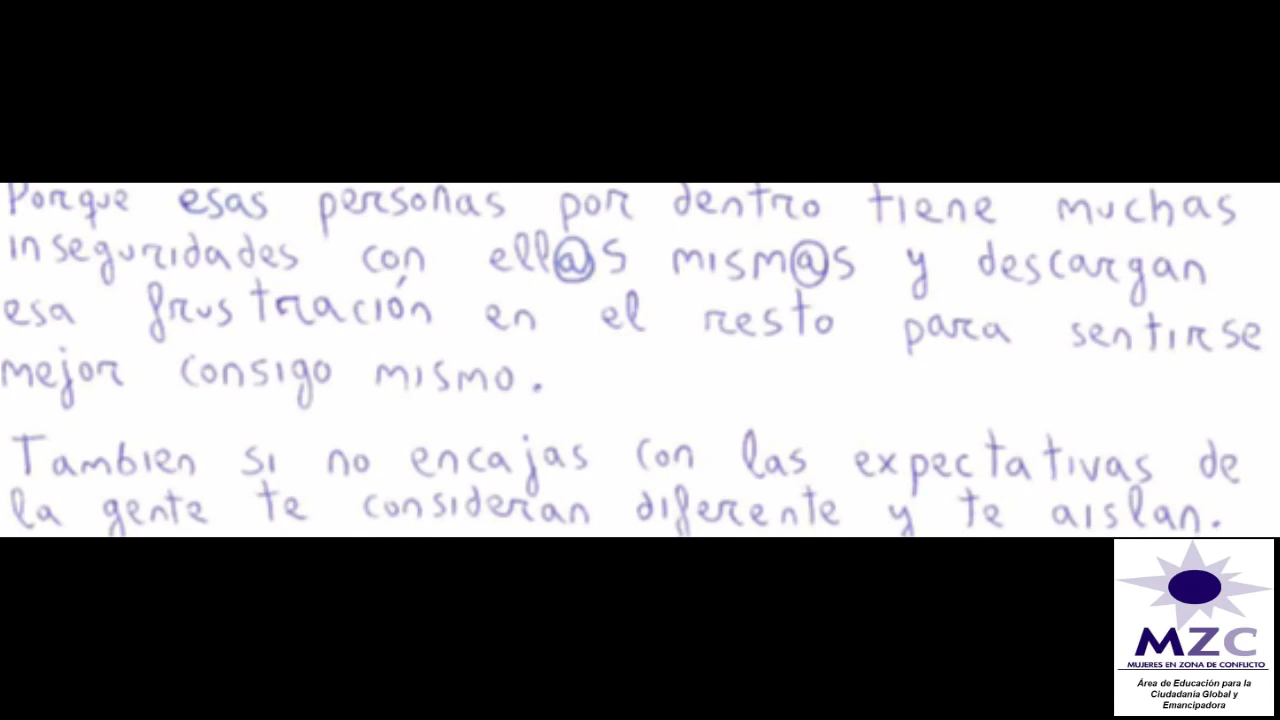 Porque esas personas por dentro tiene muchas
inseguridades con ell@s mism@s y descargan
esa frustración en el resto para sentirse
mejor consigo mismo.
Tambien si no encajas con las expectativas de
la gente te consideran diferente y te aislan.
MZC
MUJERES EN ZONA DE CONFLICTO
Área de Educación para la
Ciudadanía Global y
Emancipadora